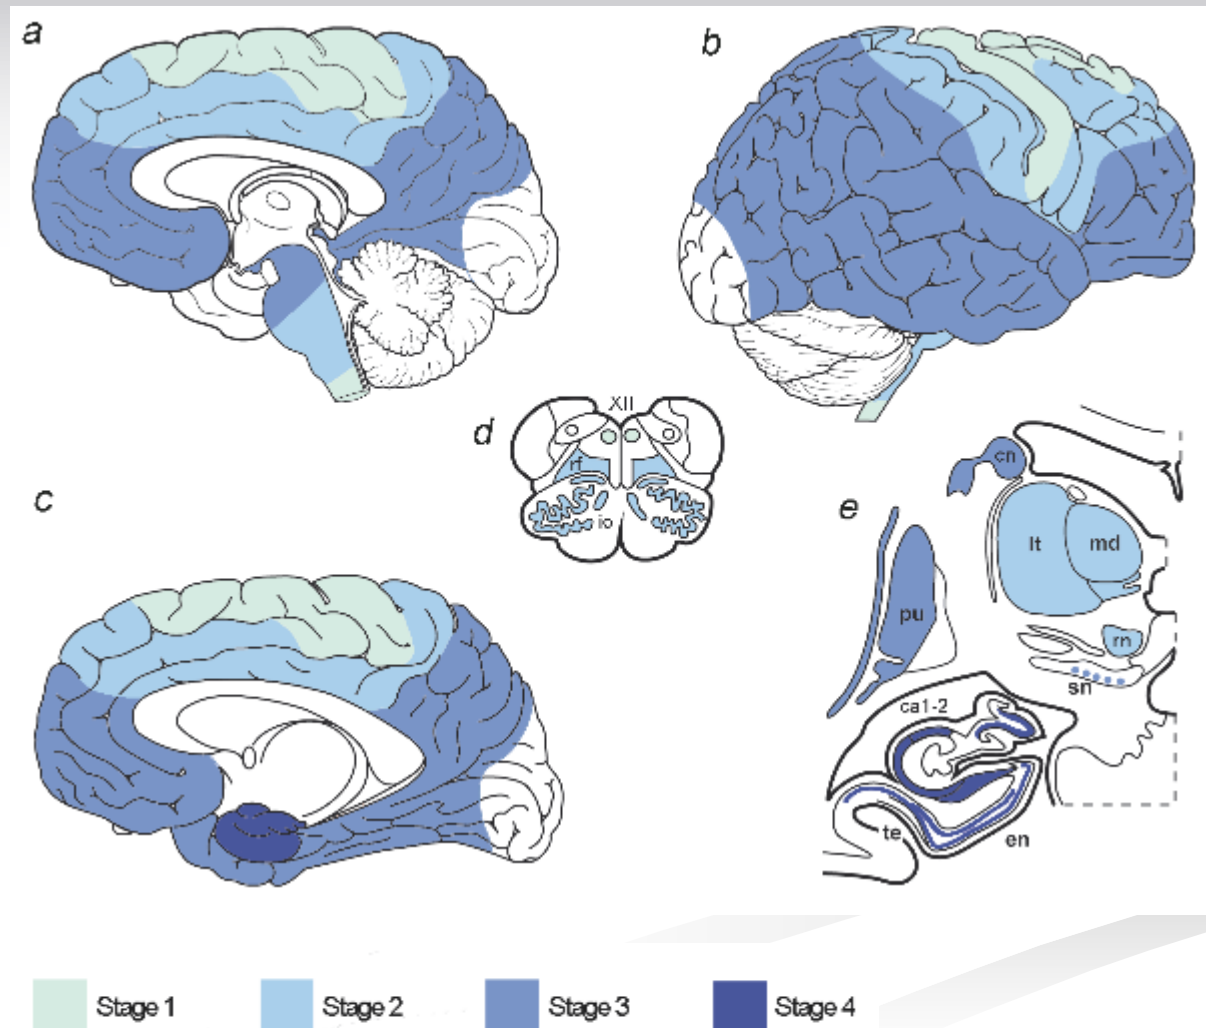 a
b
XII
d
rf
io
c
e
cn
lt
md
pu
rn
sn
ca1-2
te
en
Stage 1
Stage 2
Stage 3
Stage 4